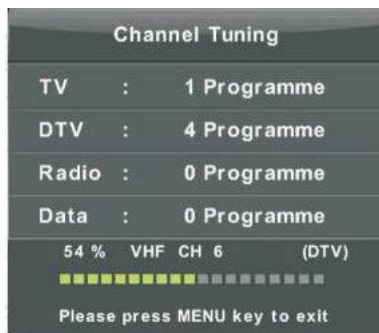 Channel Tuning
TV : 1 Programme
DTV : 4 Programme
Radio : 0 Programme
Data : 0 Programme
54 % VHF CH 6 (DTV)
Please press MENU key to exit